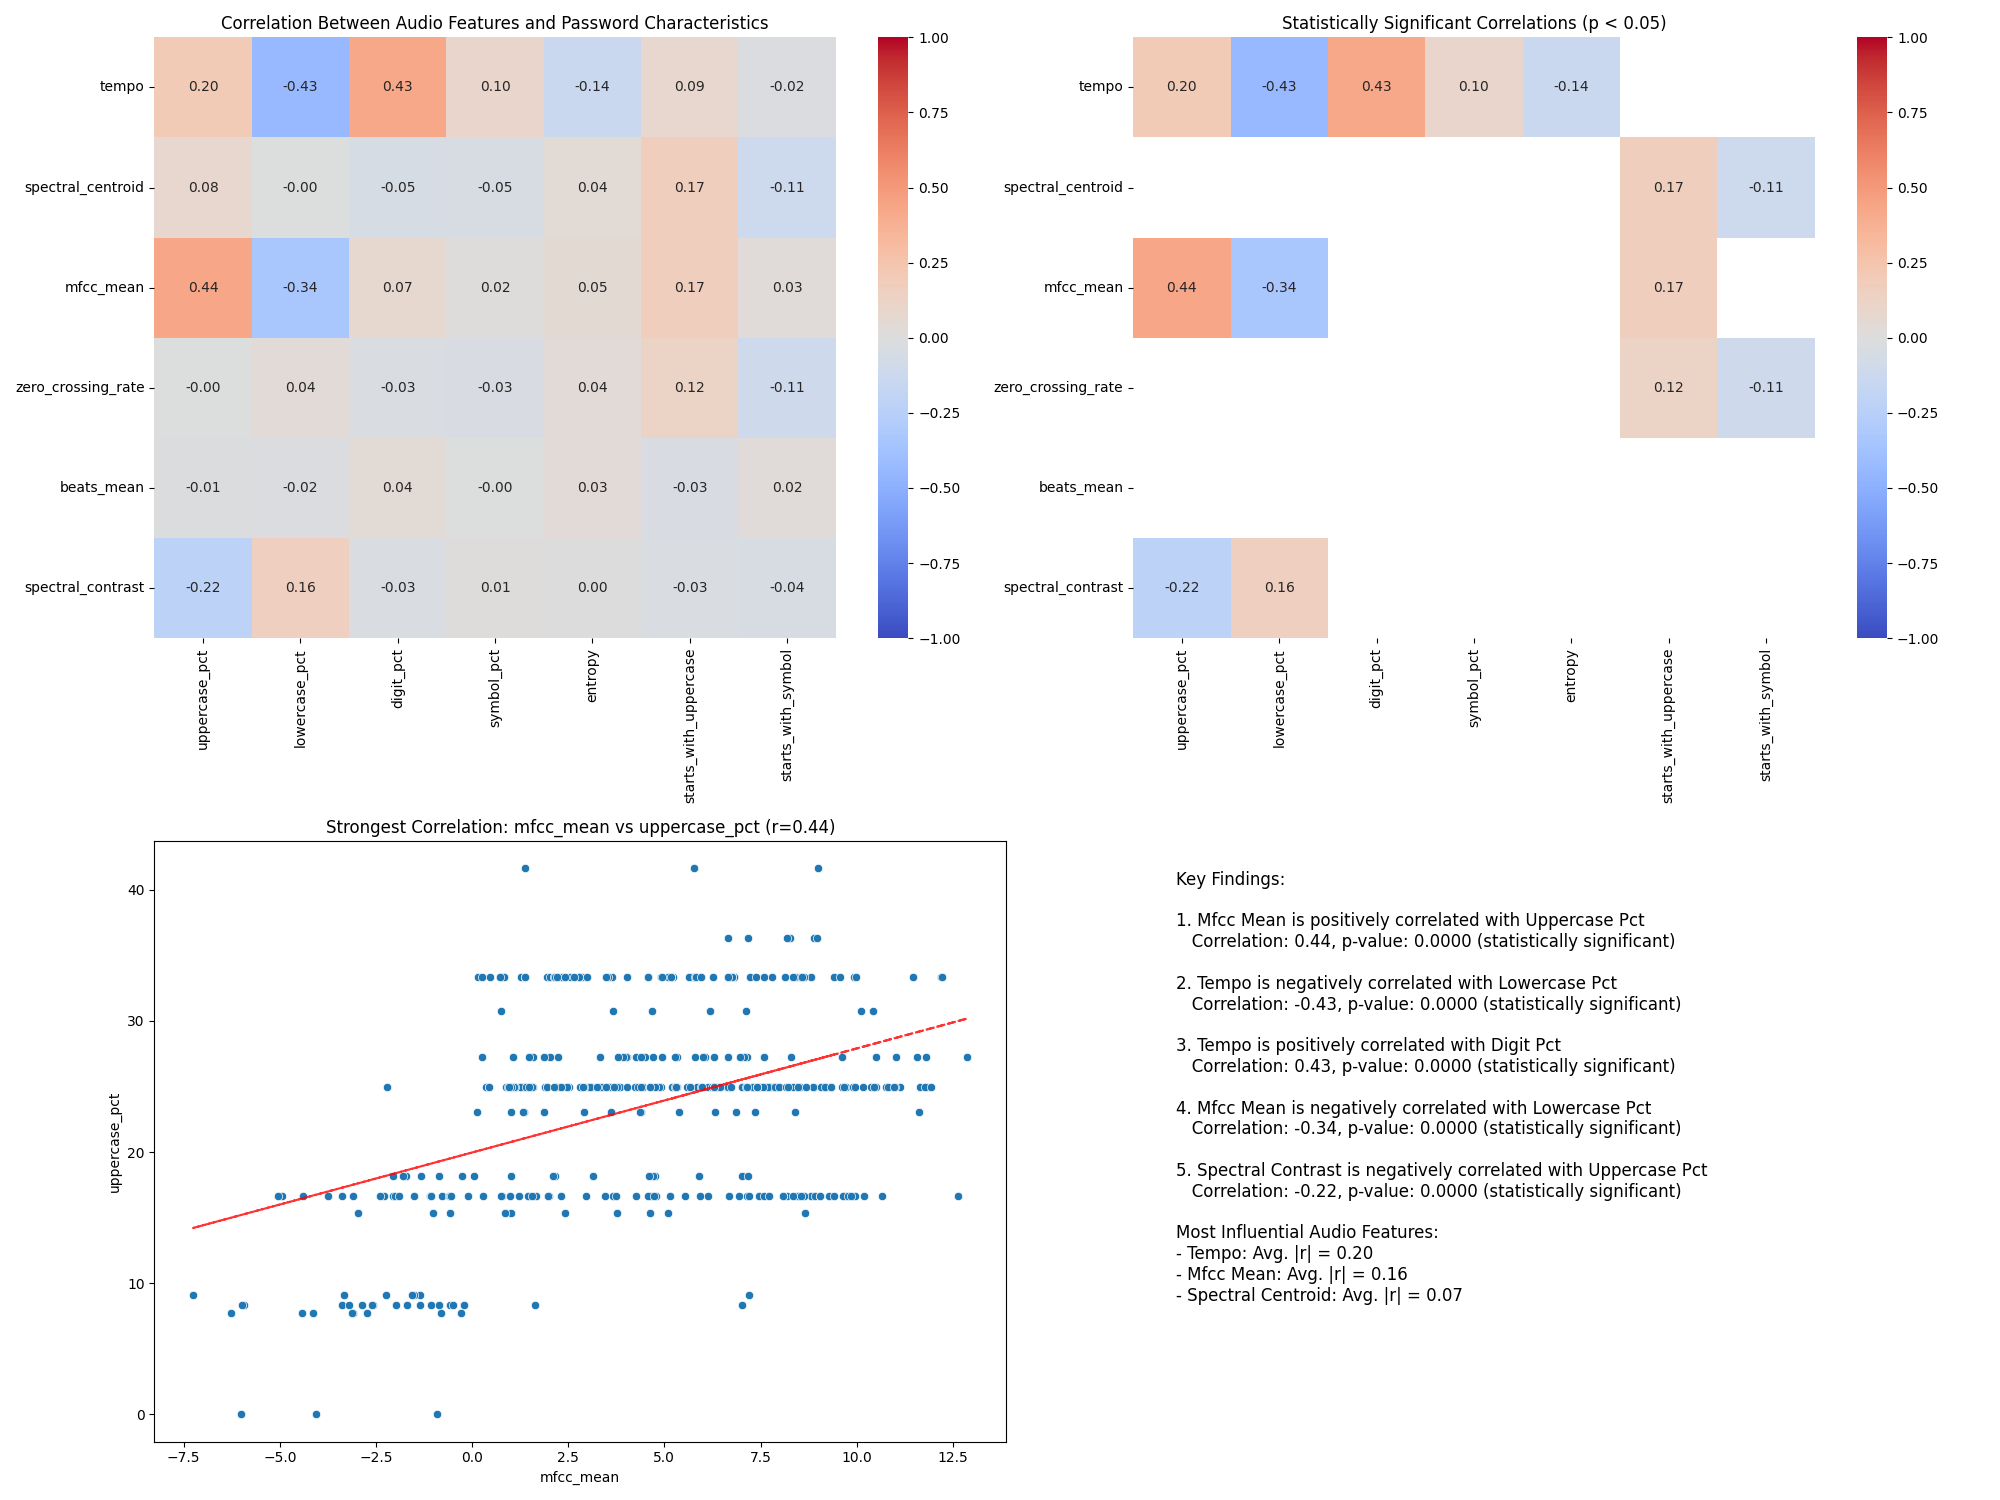 Correlation Between Audio Features and Password Characteristics
tempo
0.20 -0.43 0.43 0.10 -0.14 0.09 -0.02
spectral_centroid
0.08 -0.00 -0.05 -0.05 0.04 0.17 -0.11
mfcc_mean
0.44 -0.34 0.07 0.02 0.05 0.17 0.03
zero_crossing_rate
-0.00 0.04 -0.03 -0.03 0.04 0.12 -0.11
beats_mean
-0.01 -0.02 0.04 -0.00 0.03 -0.03 0.02
spectral_contrast
-0.22 0.16 -0.03 0.01 0.00 -0.03 -0.04
uppercase_pct
lowercase_pct
digit_pct
symbol_pct
entropy
starts_with_uppercase
starts_with_symbol
1.00
0.75
0.50
0.25
0.00
−0.25
−0.50
−0.75
−1.00
Statistically Significant Correlations (p < 0.05)
tempo
0.20 -0.43 0.43 0.10 -0.14
spectral_centroid
0.17 -0.11
mfcc_mean
0.44 -0.34 0.17
zero_crossing_rate
0.12 -0.11
beats_mean
spectral_contrast
-0.22 0.16
uppercase_pct
lowercase_pct
digit_pct
symbol_pct
entropy
starts_with_uppercase
starts_with_symbol
1.00
0.75
0.50
0.25
0.00
−0.25
−0.50
−0.75
−1.00
Strongest Correlation: mfcc_mean vs uppercase_pct (r=0.44)
uppercase_pct
40
30
20
10
0
−7.5 −5.0 −2.5 0.0 2.5 5.0 7.5 10.0 12.5
mfcc_mean
Key Findings:
1. Mfcc Mean is positively correlated with Uppercase Pct
Correlation: 0.44, p-value: 0.0000 (statistically significant)
2. Tempo is negatively correlated with Lowercase Pct
Correlation: -0.43, p-value: 0.0000 (statistically significant)
3. Tempo is positively correlated with Digit Pct
Correlation: 0.43, p-value: 0.0000 (statistically significant)
4. Mfcc Mean is negatively correlated with Lowercase Pct
Correlation: -0.34, p-value: 0.0000 (statistically significant)
5. Spectral Contrast is negatively correlated with Uppercase Pct
Correlation: -0.22, p-value: 0.0000 (statistically significant)
Most Influential Audio Features:
- Tempo: Avg. |r| = 0.20
- Mfcc Mean: Avg. |r| = 0.16
- Spectral Centroid: Avg. |r| = 0.07